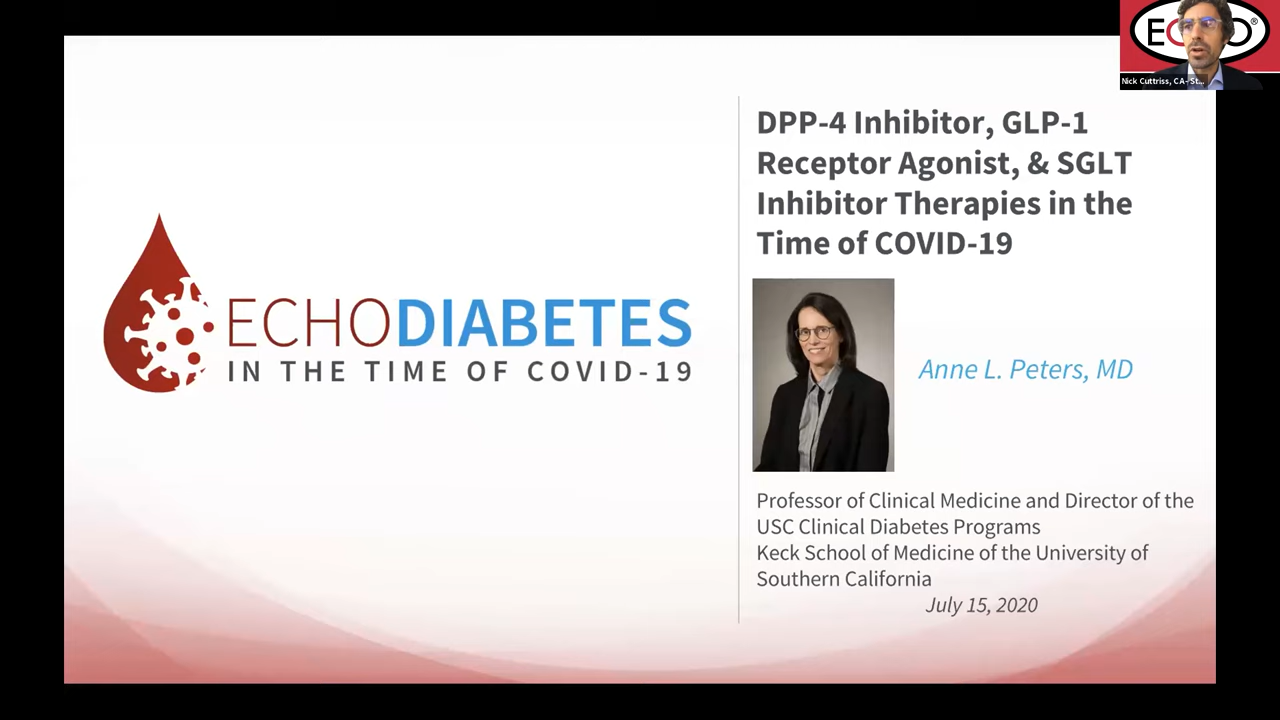 DPP-4 Inhibitor, GLP-1
Receptor Agonist, & SGLT
Inhibitor Therapies in the
Time of COVID-19
ECHODIABETES
IN THE TIME OF COVID-19
Anne L. Peters, MD
Professor of Clinical Medicine and Director of the
USC Clinical Diabetes Programs
Keck School of Medicine of the University of
Southern California
July 15, 2020
Nick Cuttriss, CA- St...